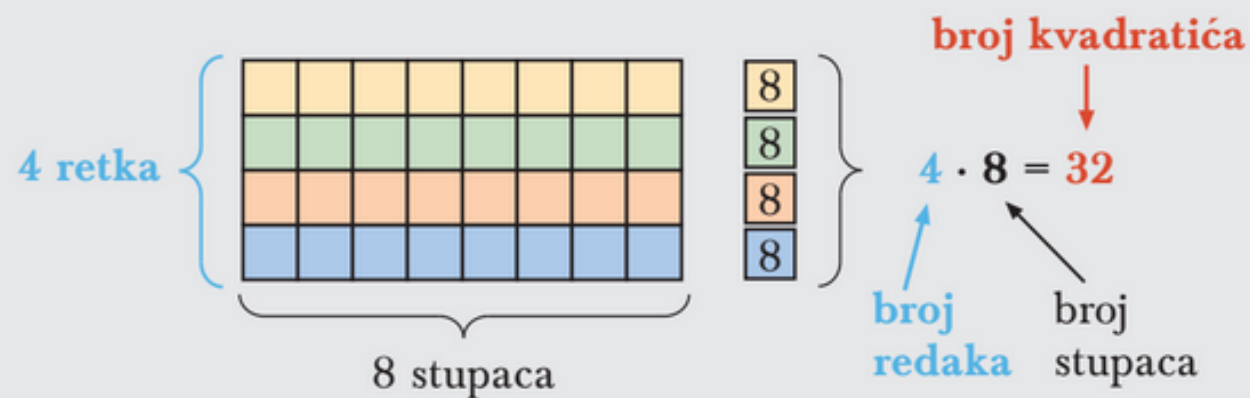 broj kvadratića
4 retka
8
8
8
8
4 · 8 = 32
broj
redaka
broj
stupaca
8 stupaca